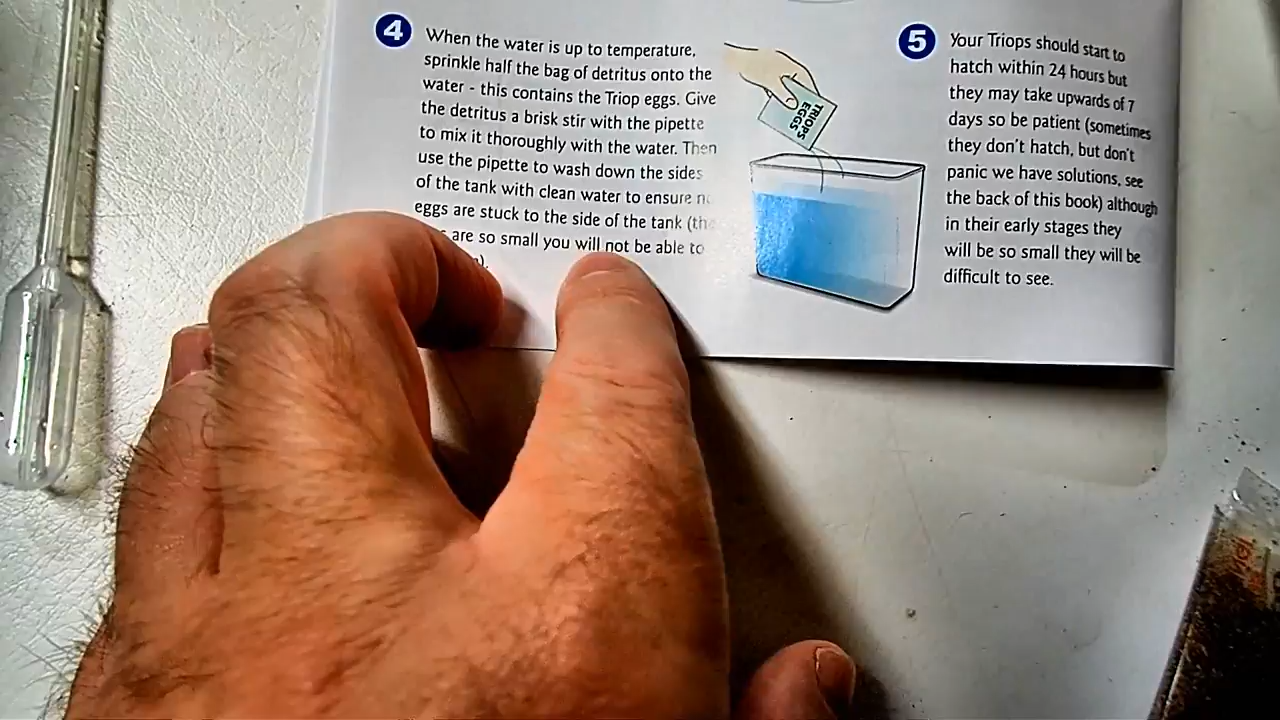 4
When the water is up to temperature,
sprinkle half the bag of detritus onto the
water - this contains the Triop eggs. Give
the detritus a brisk stir with the pipette
to mix it thoroughly with the water. Then
use the pipette to wash down the sides
of the tank with clean water to ensure
eggs are stuck to the side of the tank
are so small you will not be able to
TRIOPS
EGGS
5
Your Triops should start to
hatch within 24 hours but
they may take upwards of 7
days so be patient (sometimes
they don't hatch, but don't
panic we have solutions, see
the back of this book) although
in their early stages they
will be so small they will be
difficult to see.